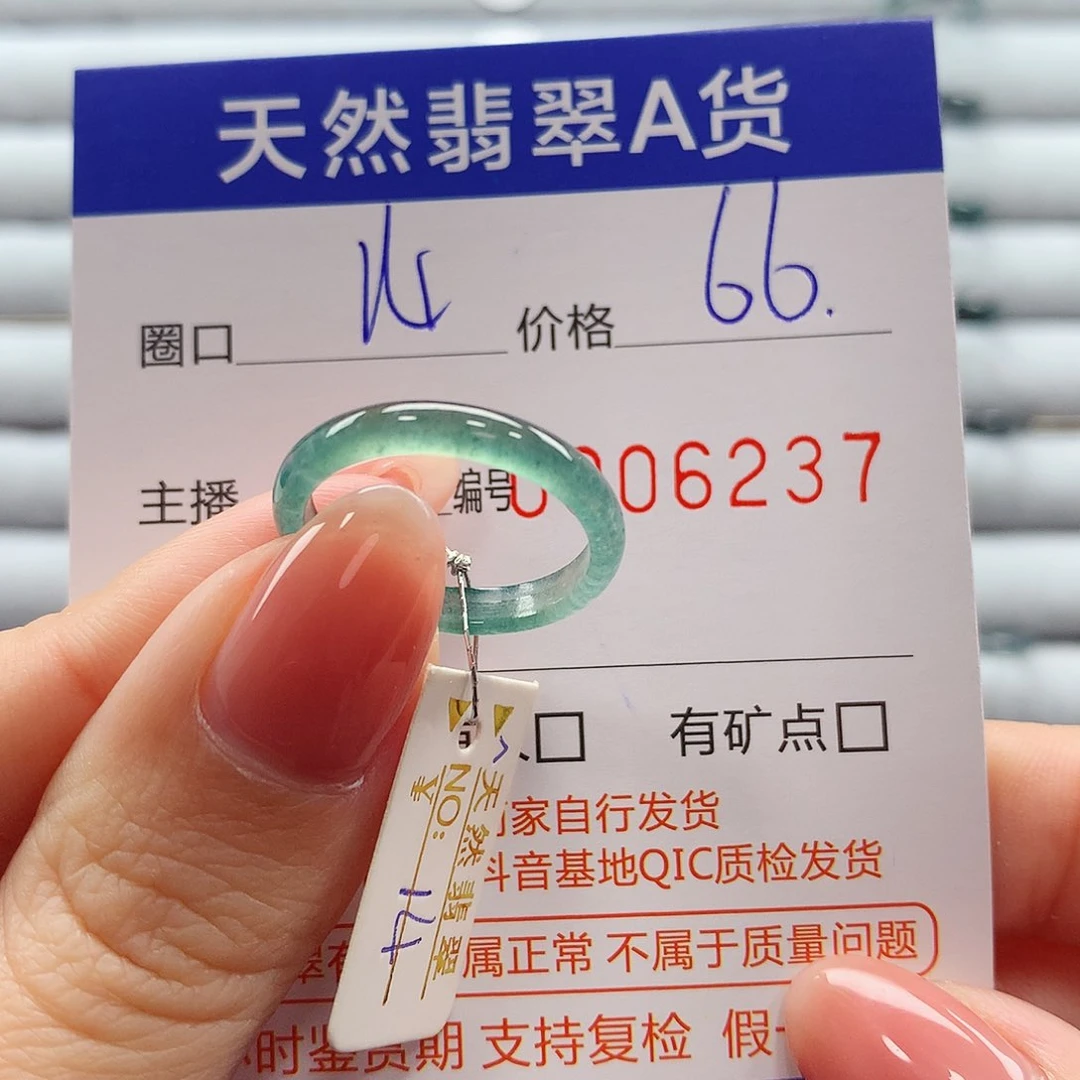 天然翡翠A货
圈口 14 价格 66.
主播 编号 006237
有矿点□
家自行发货
抖音基地QIC质检发货
属正常 不属于质量问题
时鉴赏期 支持复检 假
天然翡翠
NO:
¥ 14